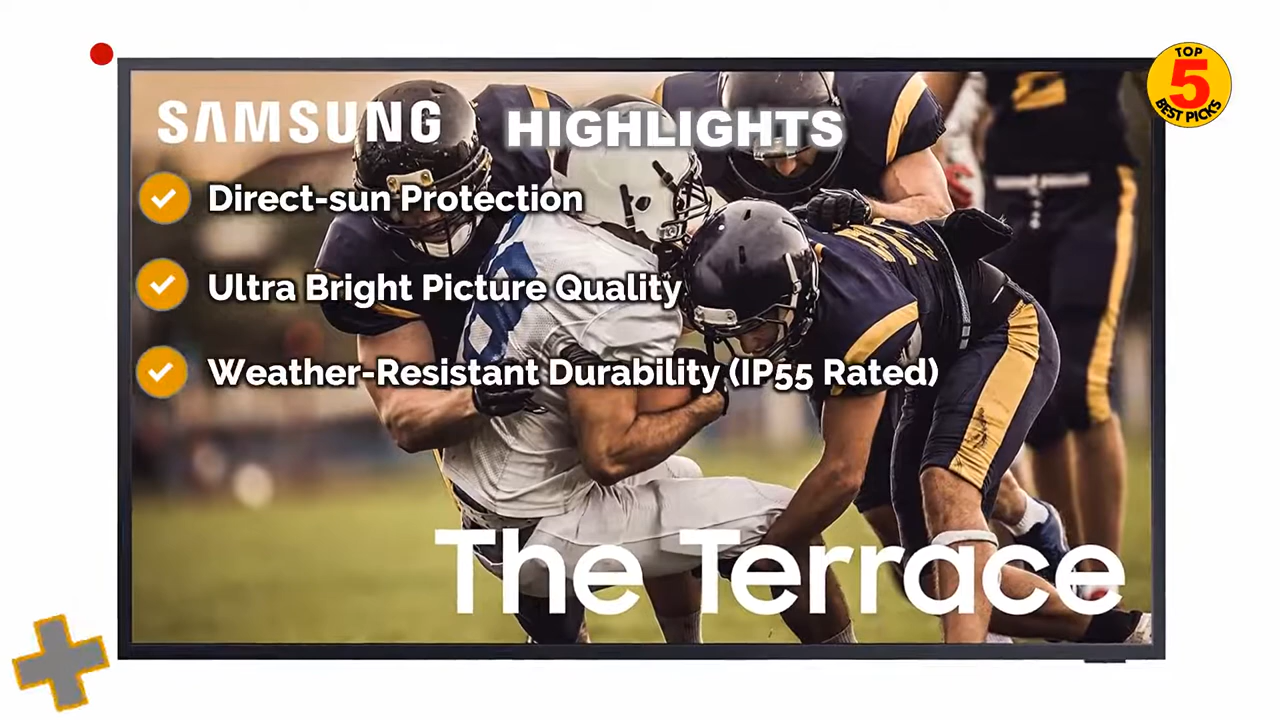 TOP
5
BEST PICKS
SAMSUNG
HIGHLIGHTS
Direct-sun Protection
Ultra Bright Picture Quality
Weather-Resistant Durability (IP55 Rated)
The Terrace